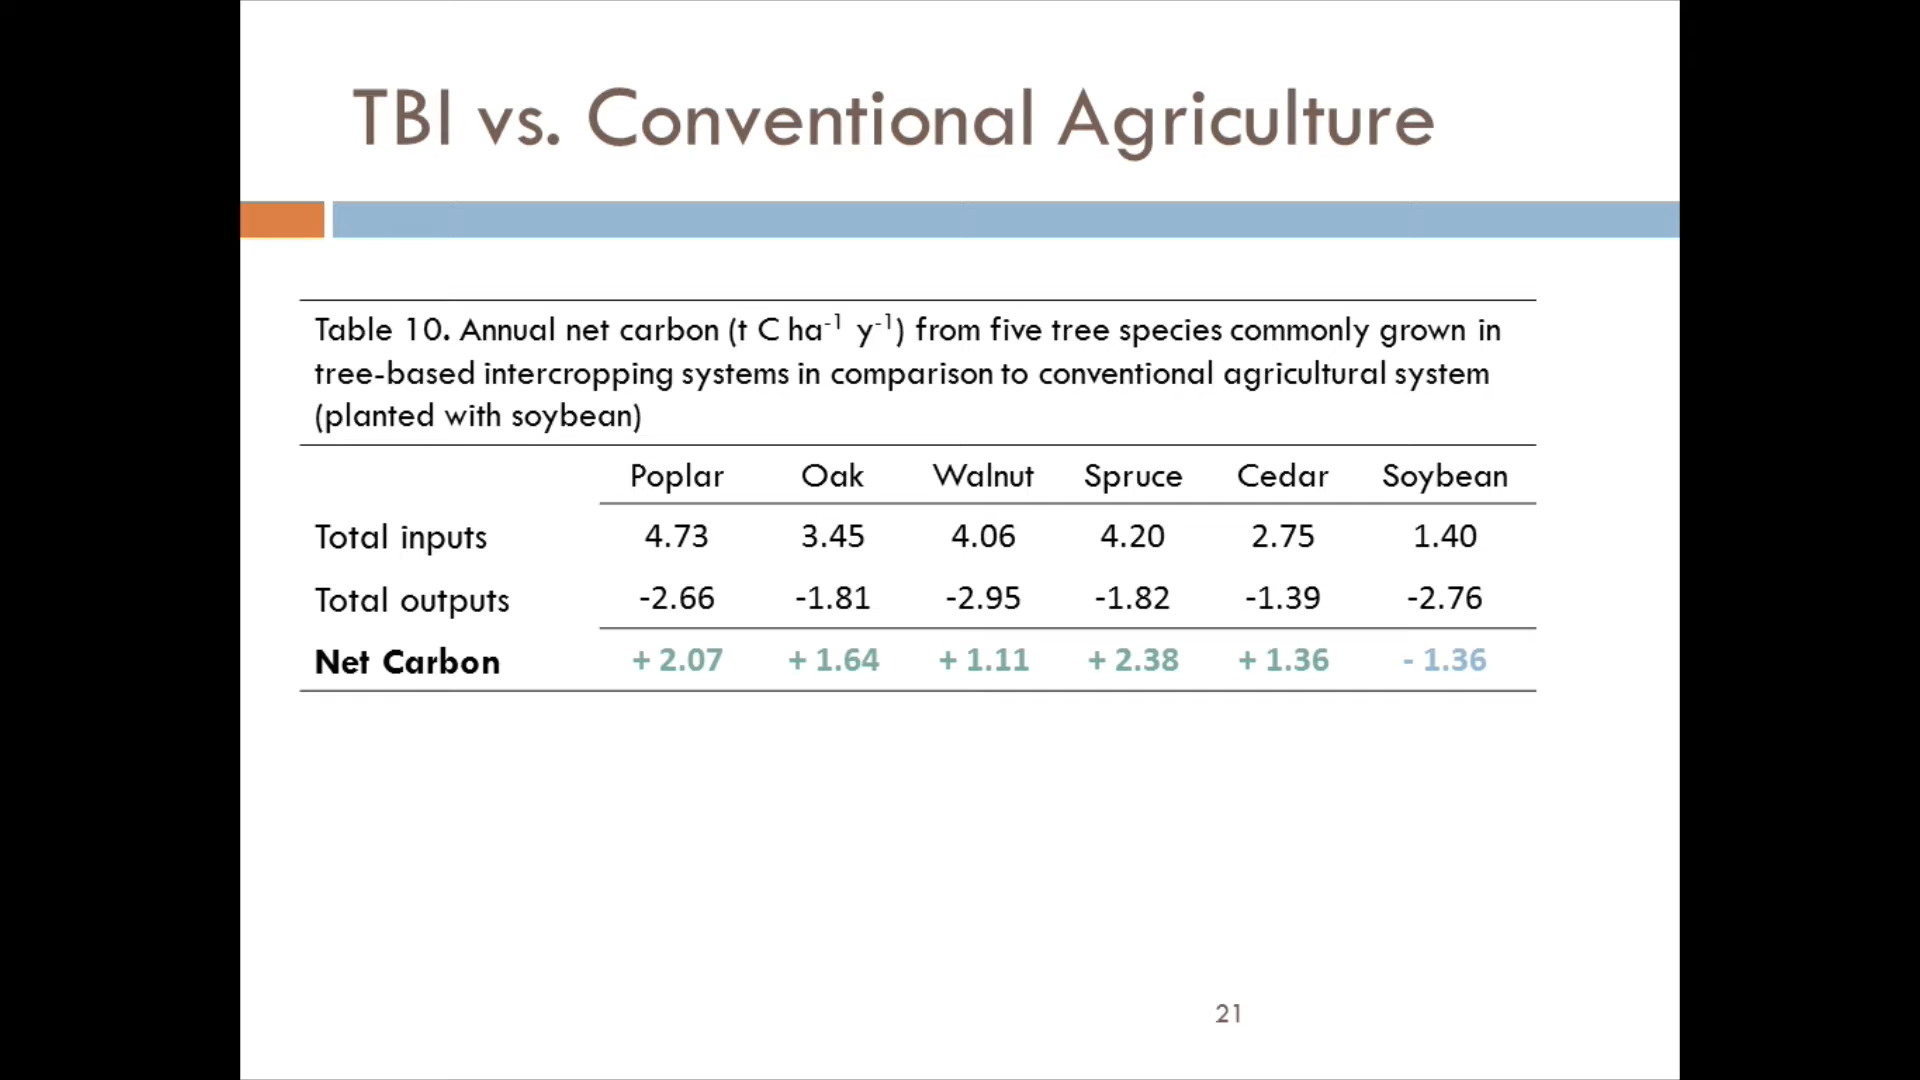 TBI vs. Conventional Agriculture
Table 10. Annual net carbon (t C ha⁻¹ y⁻¹) from five tree species commonly grown in
tree-based intercropping systems in comparison to conventional agricultural system
(planted with soybean)
Poplar Oak Walnut Spruce Cedar Soybean
Total inputs 4.73 3.45 4.06 4.20 2.75 1.40
Total outputs -2.66 -1.81 -2.95 -1.82 -1.39 -2.76
Net Carbon + 2.07 + 1.64 + 1.11 + 2.38 + 1.36 - 1.36
21